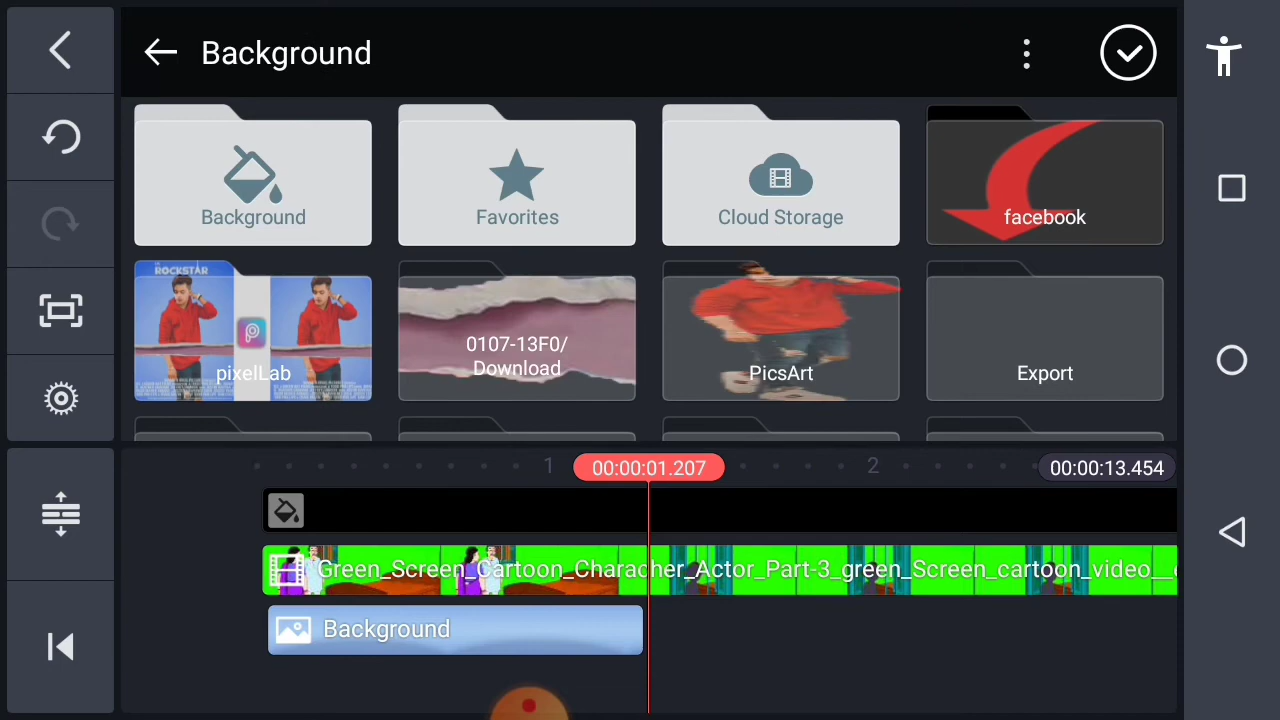 Background
Background
Favorites
Cloud Storage
facebook
ROCKSTAR
pixelLab
0107-13F0/
Download
PicsArt
Export
1
00:00:01.207
2
00:00:13.454
Green_Screen_Cartoon_Characher_Actor_Part-3_green_Screen_cartoon_video__
Background